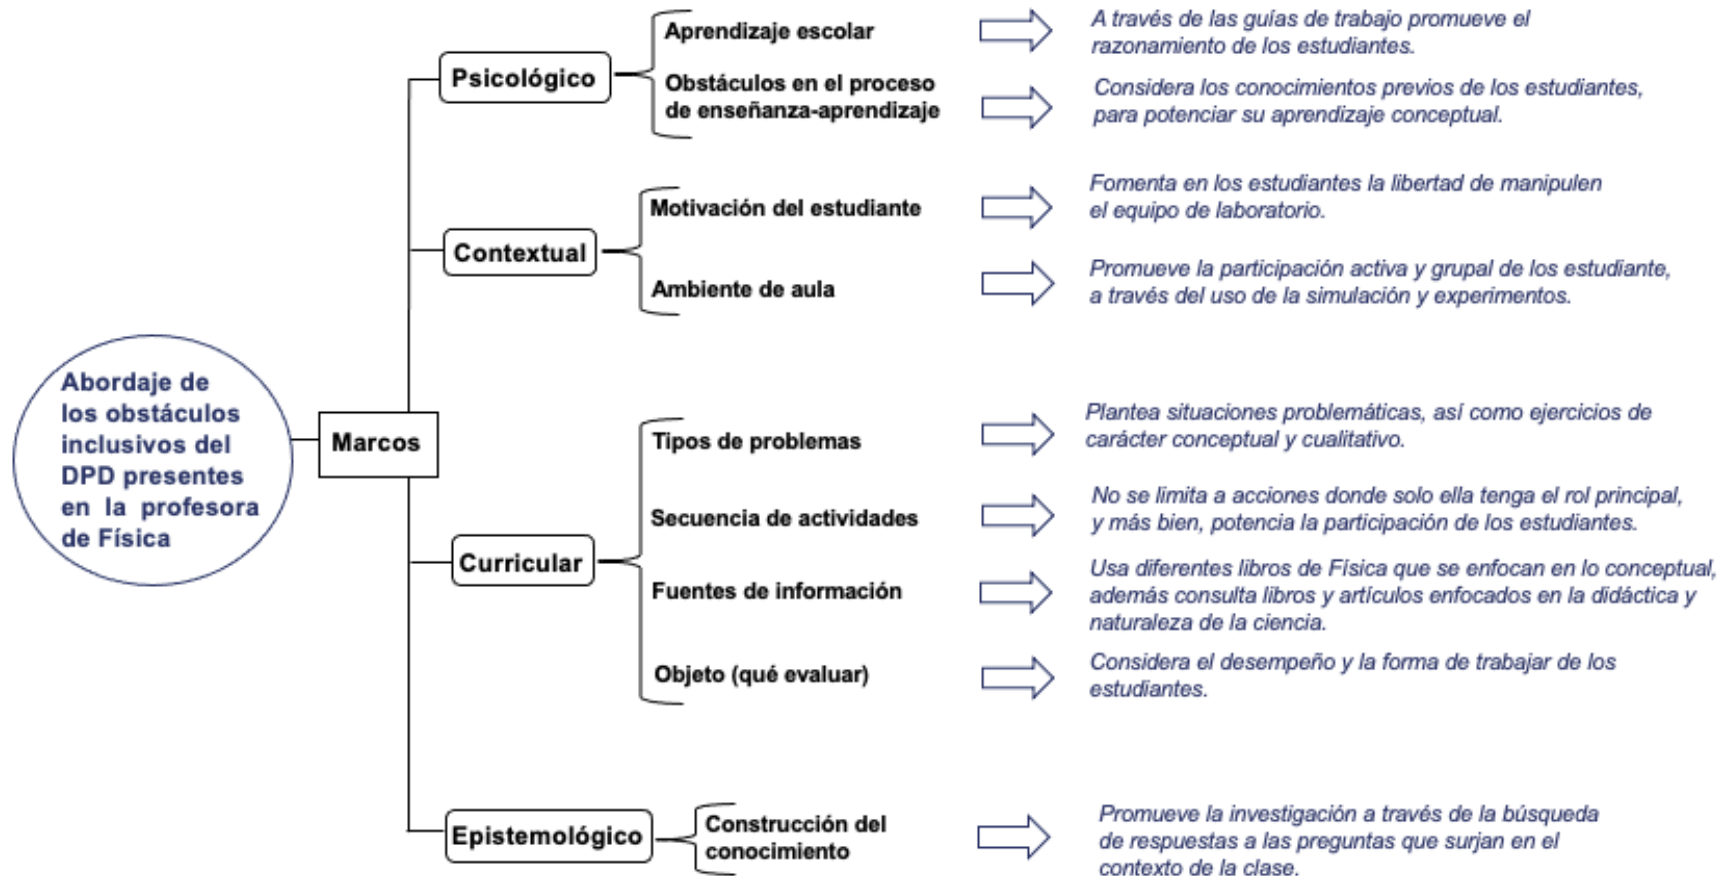 Abordaje de
los obstáculos
inclusivos del
DPD presentes
en la profesora
de Física
Marcos
Psicológico
Aprendizaje escolar
A través de las guías de trabajo promueve el
razonamiento de los estudiantes.
Obstáculos en el proceso
de enseñanza-aprendizaje
Considera los conocimientos previos de los estudiantes,
para potenciar su aprendizaje conceptual.
Contextual
Motivación del estudiante
Fomenta en los estudiantes la libertad de manipulen
el equipo de laboratorio.
Ambiente de aula
Promueve la participación activa y grupal de los estudiante,
a través del uso de la simulación y experimentos.
Curricular
Tipos de problemas
Plantea situaciones problemáticas, así como ejercicios de
carácter conceptual y cualitativo.
Secuencia de actividades
No se limita a acciones donde solo ella tenga el rol principal,
y más bien, potencia la participación de los estudiantes.
Fuentes de información
Usa diferentes libros de Física que se enfocan en lo conceptual,
además consulta libros y artículos enfocados en la didáctica y
naturaleza de la ciencia.
Objeto (qué evaluar)
Considera el desempeño y la forma de trabajar de los
estudiantes.
Epistemológico
Construcción del
conocimiento
Promueve la investigación a través de la búsqueda
de respuestas a las preguntas que surjan en el
contexto de la clase.